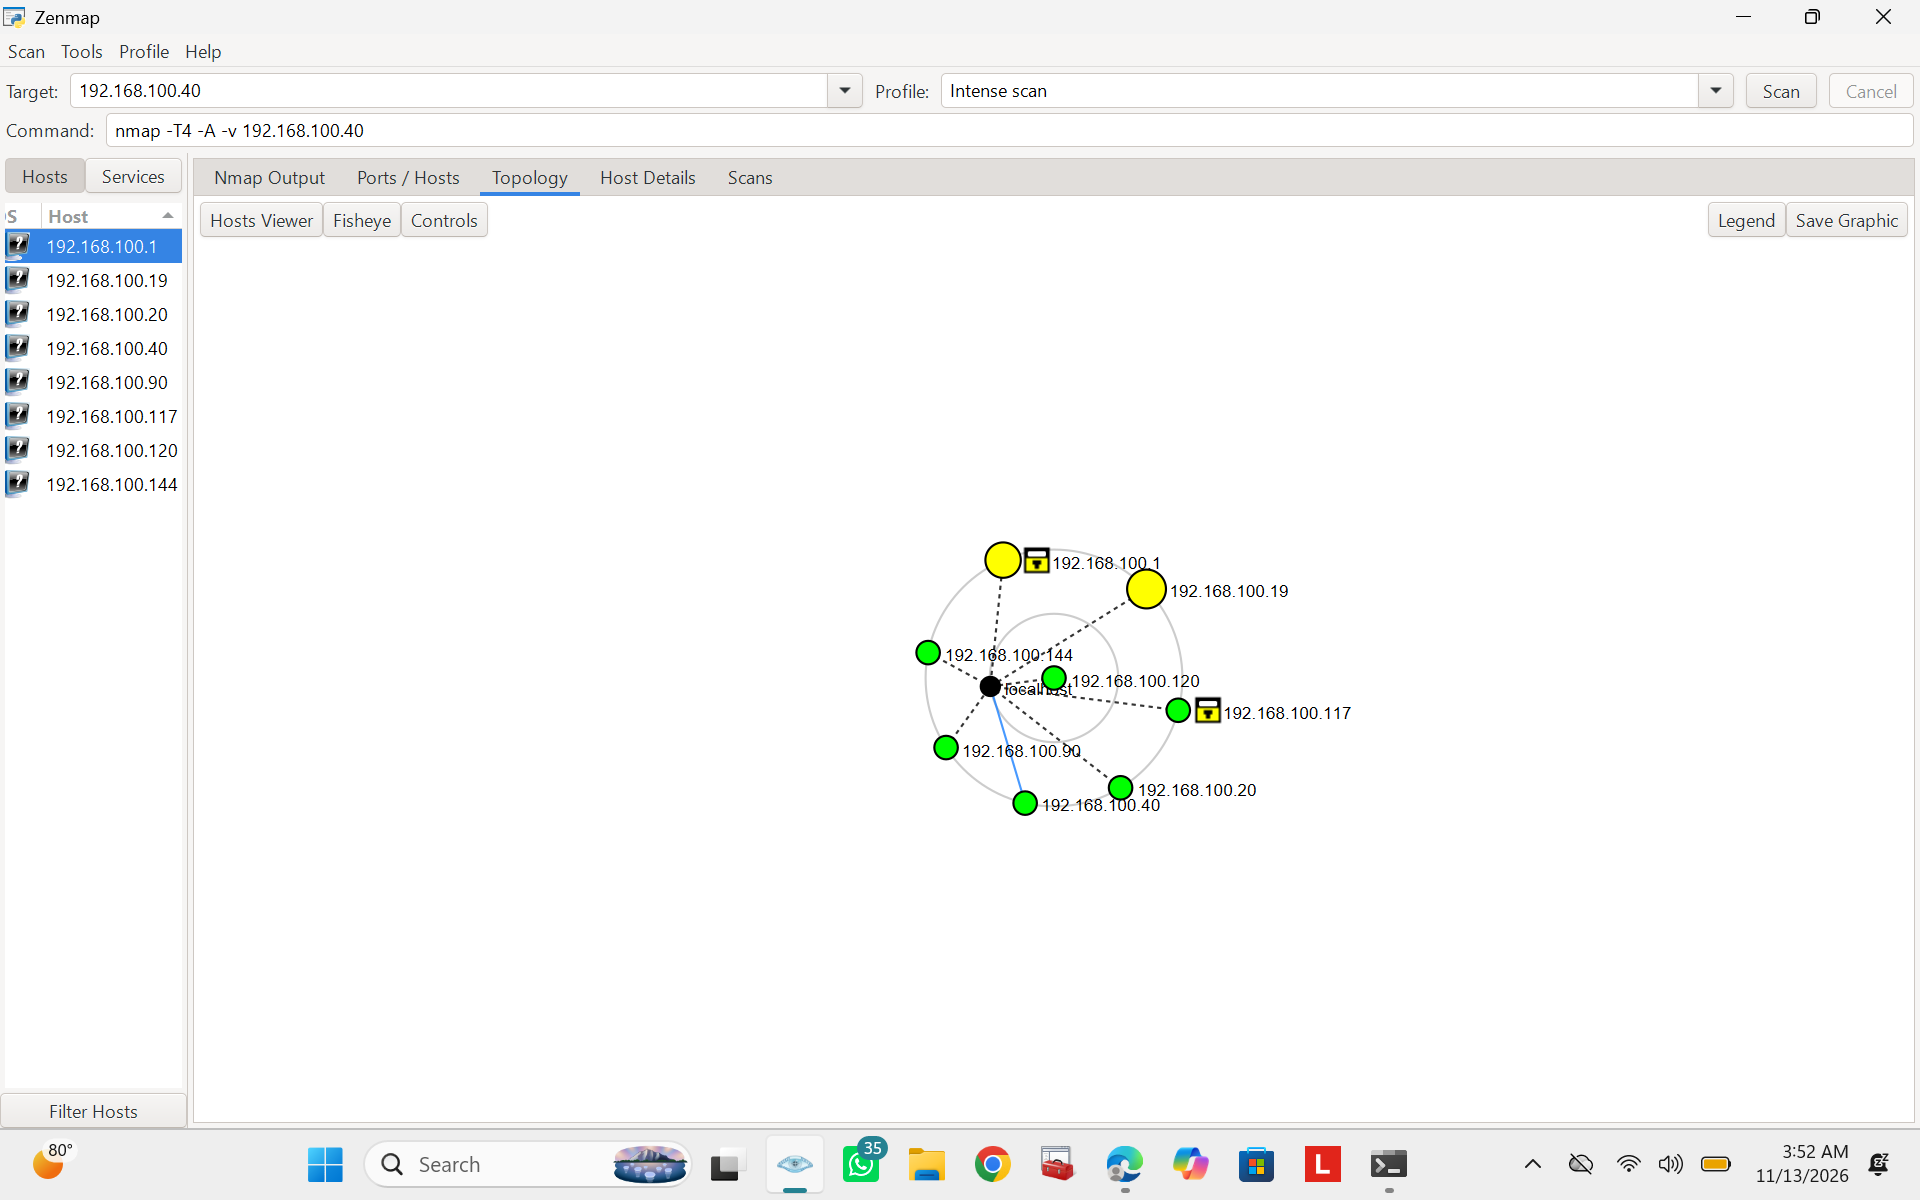 Zenmap
Scan Tools Profile Help
Target: 192.168.100.40 Profile: Intense scan Scan Cancel
Command: nmap -T4 -A -v 192.168.100.40
Hosts Services
Nmap Output Ports / Hosts Topology Host Details Scans
S Host
Hosts Viewer Fisheye Controls Legend Save Graphic
192.168.100.1
192.168.100.19
192.168.100.20
192.168.100.40
192.168.100.90
192.168.100.117
192.168.100.120
192.168.100.144
192.168.100.1
192.168.100.19
192.168.100.144
192.168.100.120
localhost
192.168.100.117
192.168.100.90
192.168.100.20
192.168.100.40
Filter Hosts
80°
Search
35
L
3:52 AM
11/13/2026